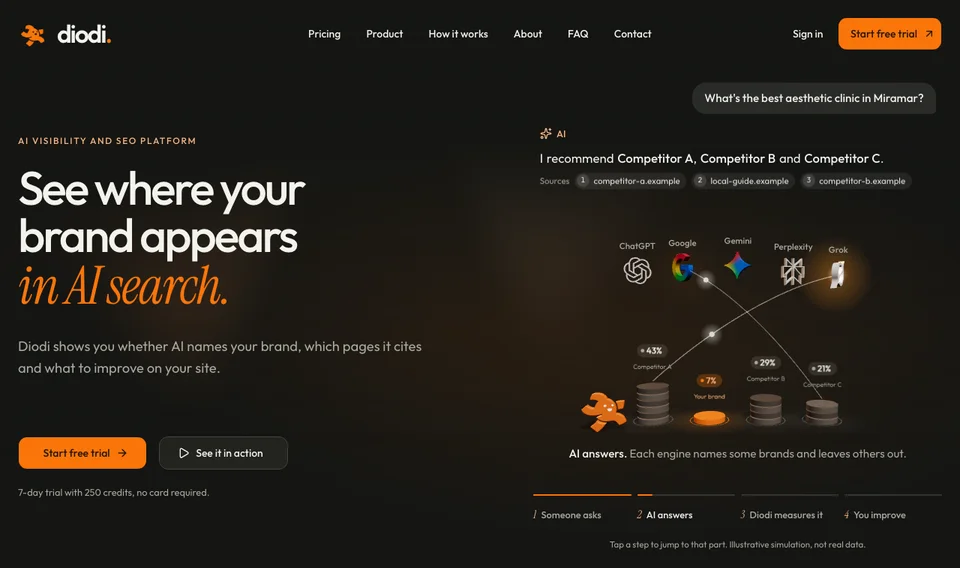 diodi.
Pricing
Product
How it works
About
FAQ
Contact
Sign in
Start free trial
AI VISIBILITY AND SEO PLATFORM
See where your
brand appears
in AI search.
Diodi shows you whether AI names your brand, which pages it cites
and what to improve on your site.
Start free trial
See it in action
7-day trial with 250 credits, no card required.
What's the best aesthetic clinic in Miramar?
AI
I recommend Competitor A, Competitor B and Competitor C.
Sources 1 competitor-a.example 2 local-guide.example 3 competitor-b.example
ChatGPT
Google
Gemini
Perplexity
Grok
43%
Competitor A
7%
Your brand
29%
Competitor B
21%
Competitor C
AI answers. Each engine names some brands and leaves others out.
1 Someone asks
2 AI answers
3 Diodi measures it
4 You improve
Tap a step to jump to that part. Illustrative simulation, not real data.